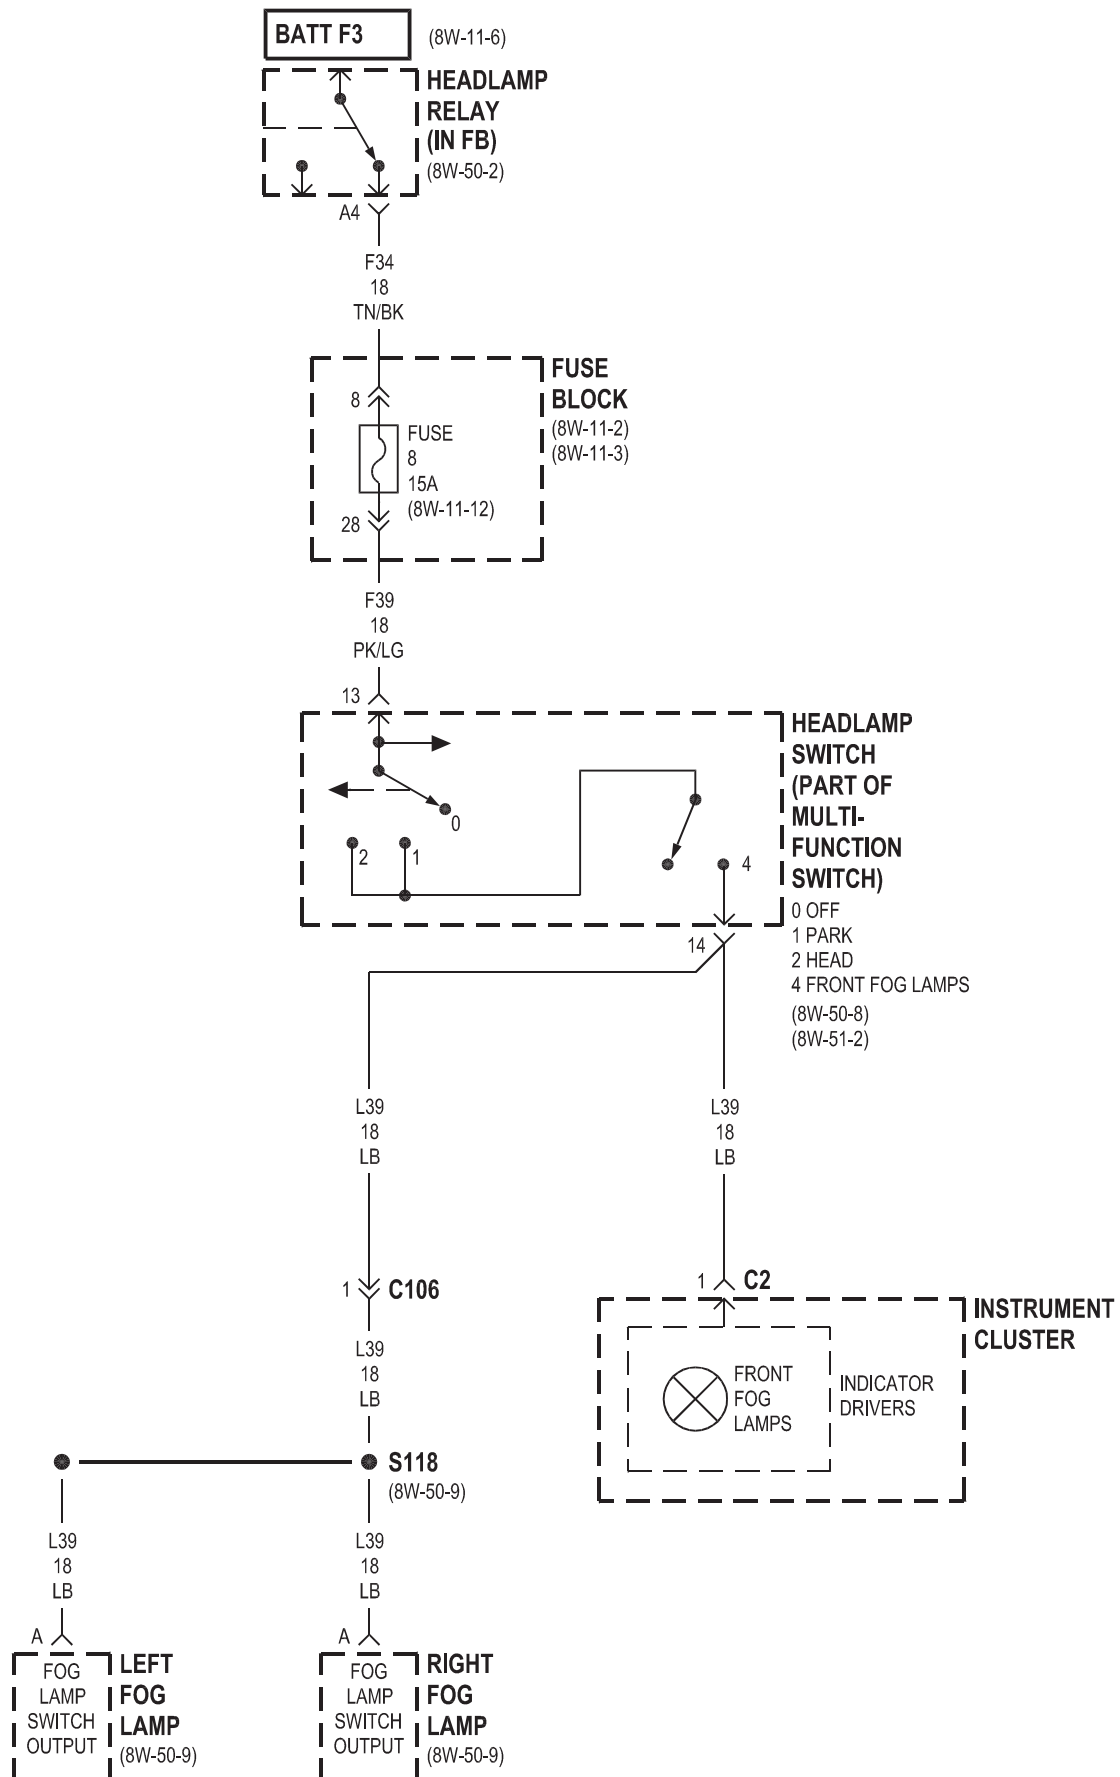 BATT F3
(8W-11-6)
HEADLAMP
RELAY
(IN FB)
(8W-50-2)
A4
F34
18
TN/BK
FUSE
BLOCK
(8W-11-2)
(8W-11-3)
8
FUSE
8
15A
(8W-11-12)
28
F39
18
PK/LG
13
HEADLAMP
SWITCH
(PART OF
MULTI-
FUNCTION
SWITCH)
0 OFF
1 PARK
2 HEAD
4 FRONT FOG LAMPS
(8W-50-8)
(8W-51-2)
0
2
1
4
14
L39
18
LB
L39
18
LB
1
C106
1
C2
INSTRUMENT
CLUSTER
FRONT
FOG
LAMPS
INDICATOR
DRIVERS
L39
18
LB
S118
(8W-50-9)
L39
18
LB
L39
18
LB
A
FOG
LAMP
SWITCH
OUTPUT
LEFT
FOG
LAMP
(8W-50-9)
A
FOG
LAMP
SWITCH
OUTPUT
RIGHT
FOG
LAMP
(8W-50-9)